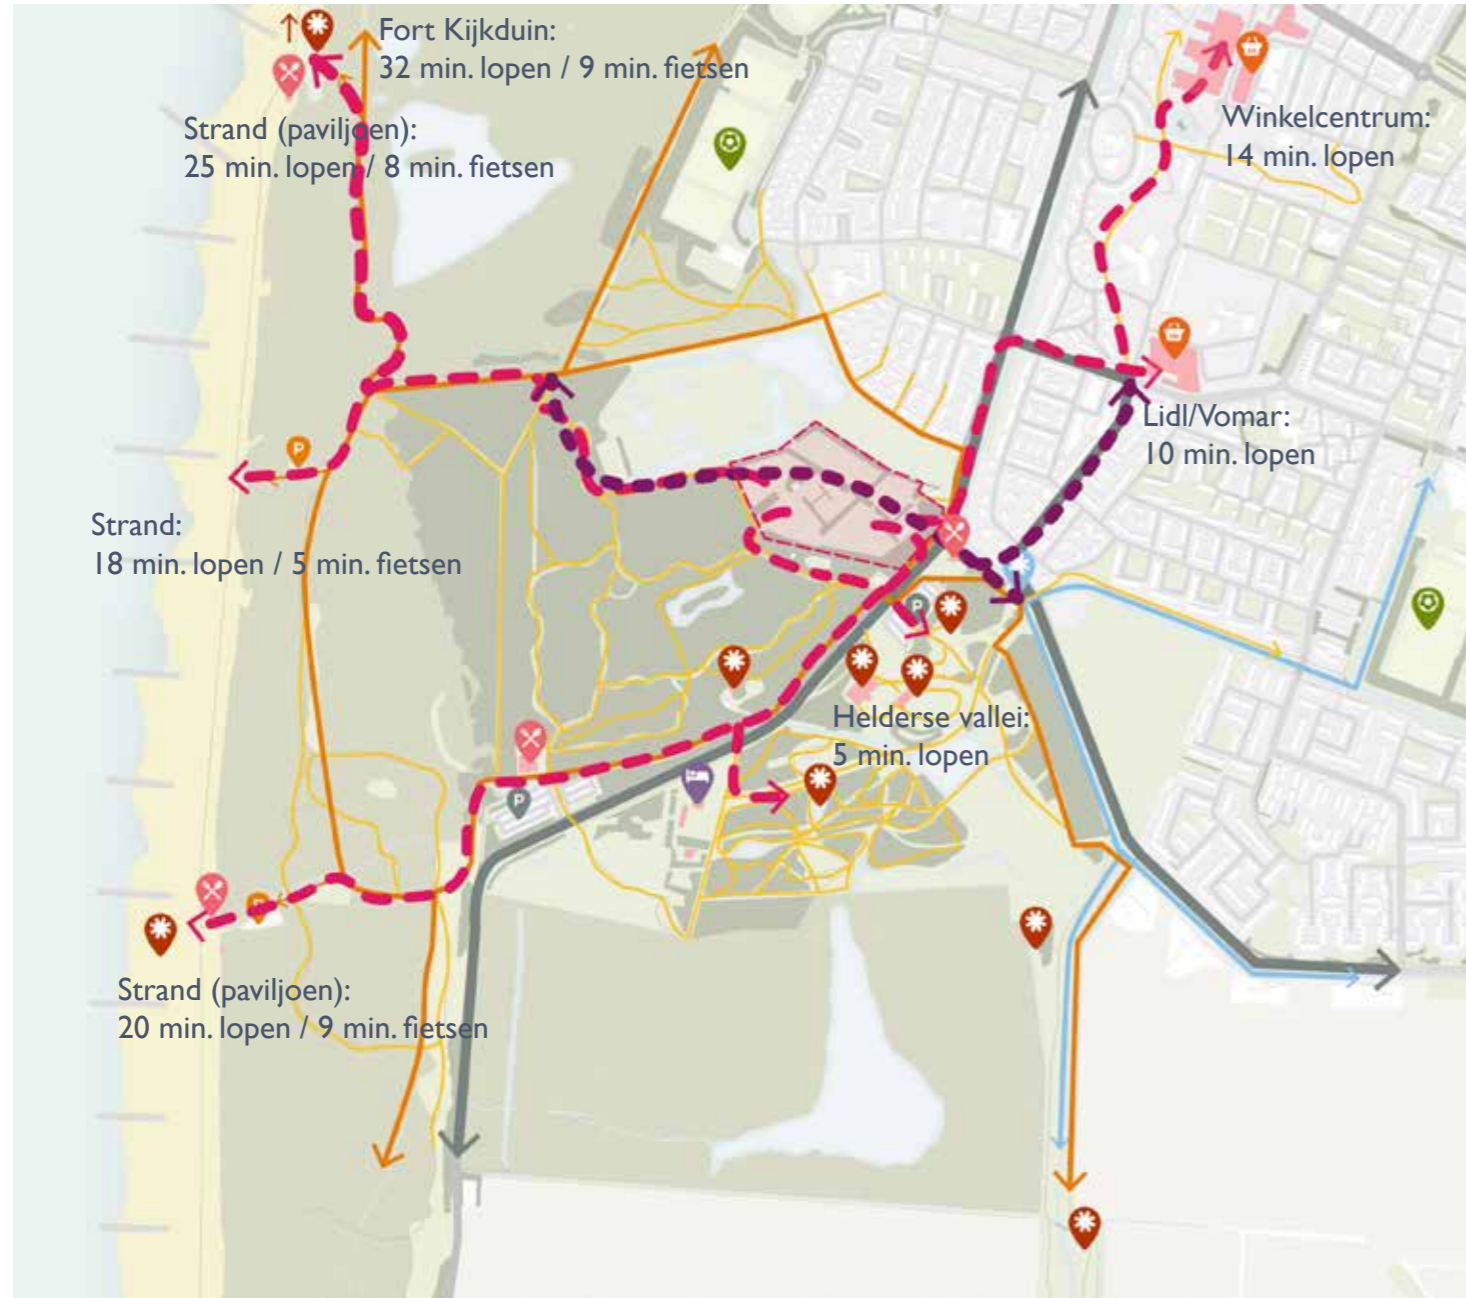 Fort Kijkduin:
32 min. lopen / 9 min. fietsen
Strand (paviljoen):
25 min. lopen / 8 min. fietsen
Winkelcentrum:
14 min. lopen
Lidl/Vomar:
10 min. lopen
Strand:
18 min. lopen / 5 min. fietsen
P
P
Helderse vallei:
5 min. lopen
P
P
Strand (paviljoen):
20 min. lopen / 9 min. fietsen